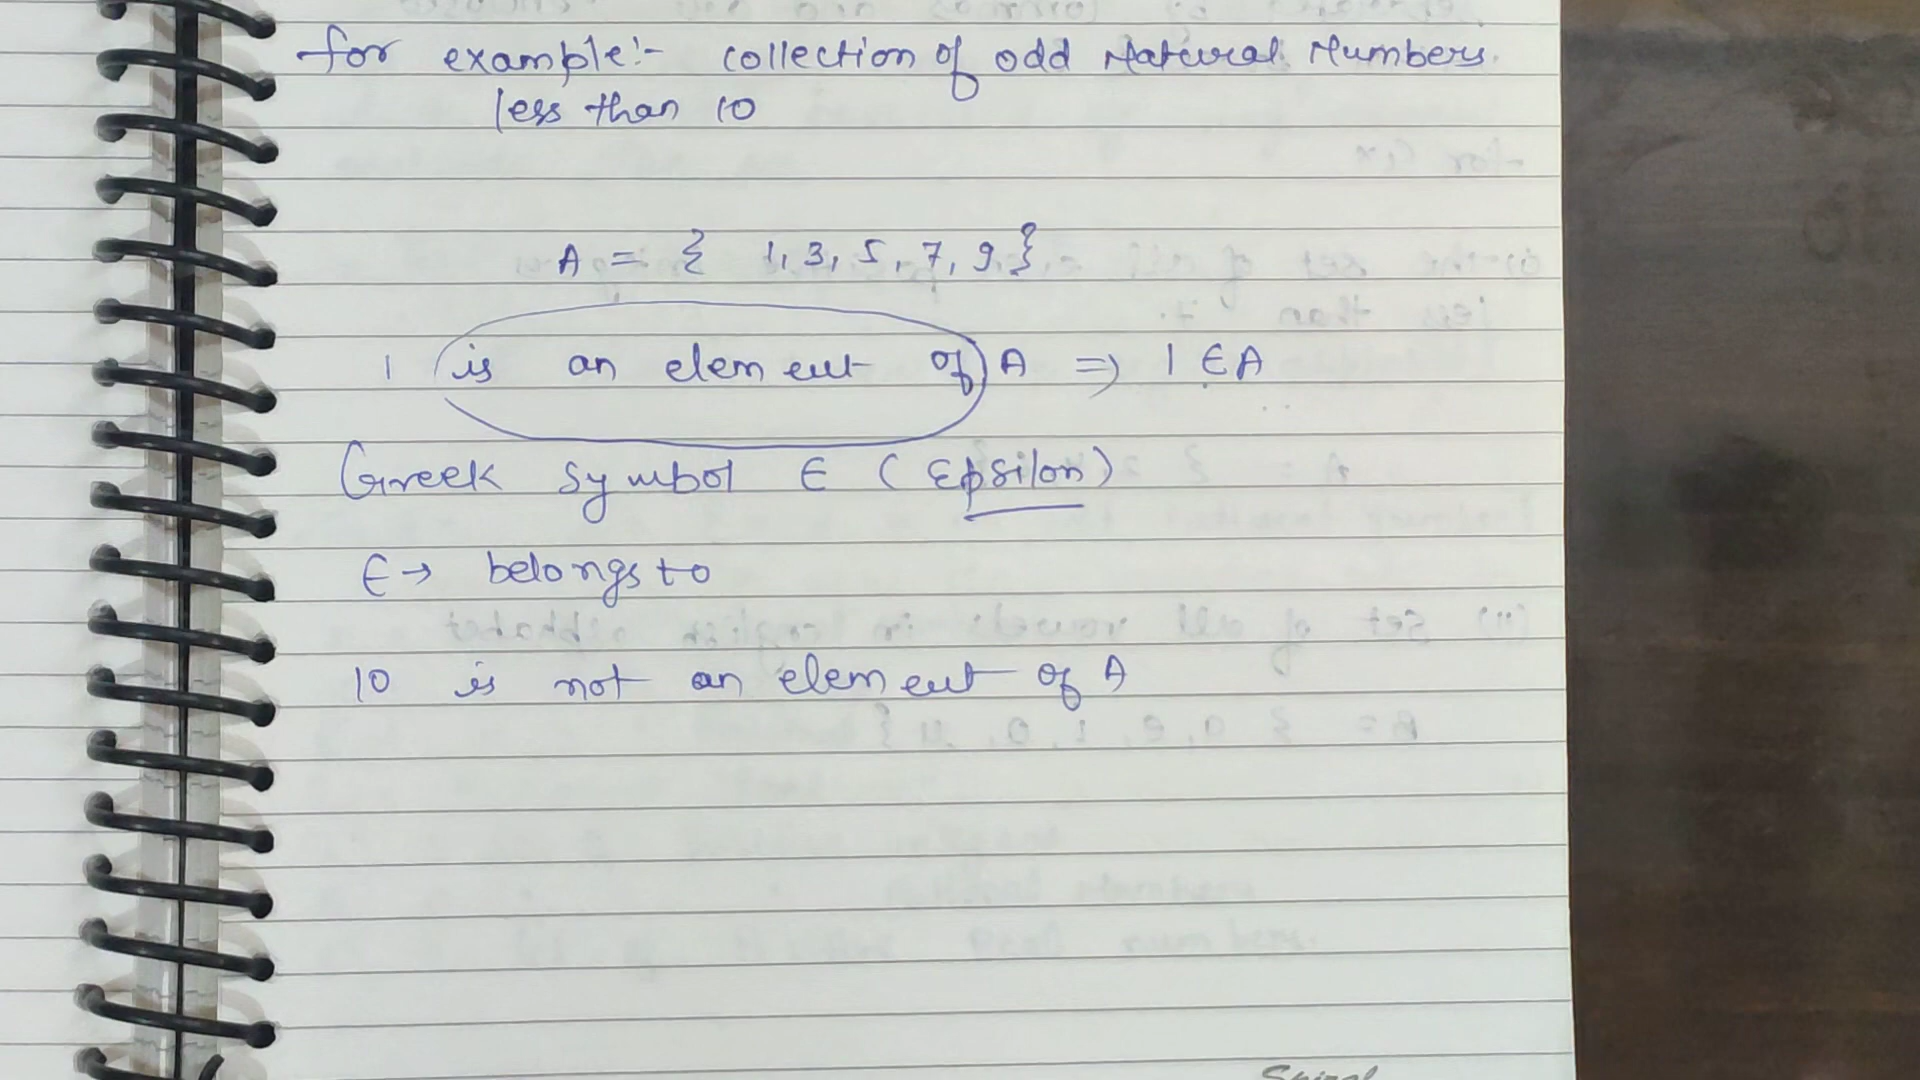 for example:- collection of odd Natural Numbers.
less than 10
A = { 1, 3, 5, 7, 9 }
1 is an element of A => 1 ∈ A
Greek Symbol ∈ ( Epsilon )
∈ → belongs to
10 is not an element of A
Spiral